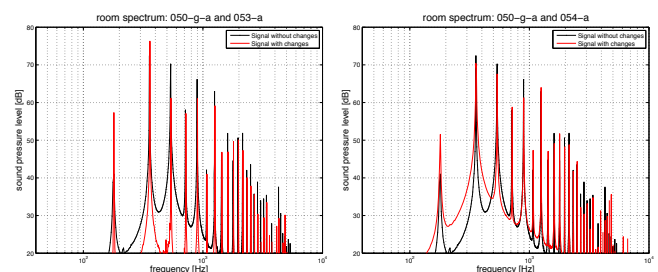 room spectrum: 050-g-a and 053-a
Signal without changes
Signal with changes
sound pressure level [dB]
80
70
60
50
40
30
20
10²
10³
10⁴
frequency [Hz]
room spectrum: 050-g-a and 054-a
Signal without changes
Signal with changes
sound pressure level [dB]
80
70
60
50
40
30
20
10²
10³
10⁴
frequency [Hz]